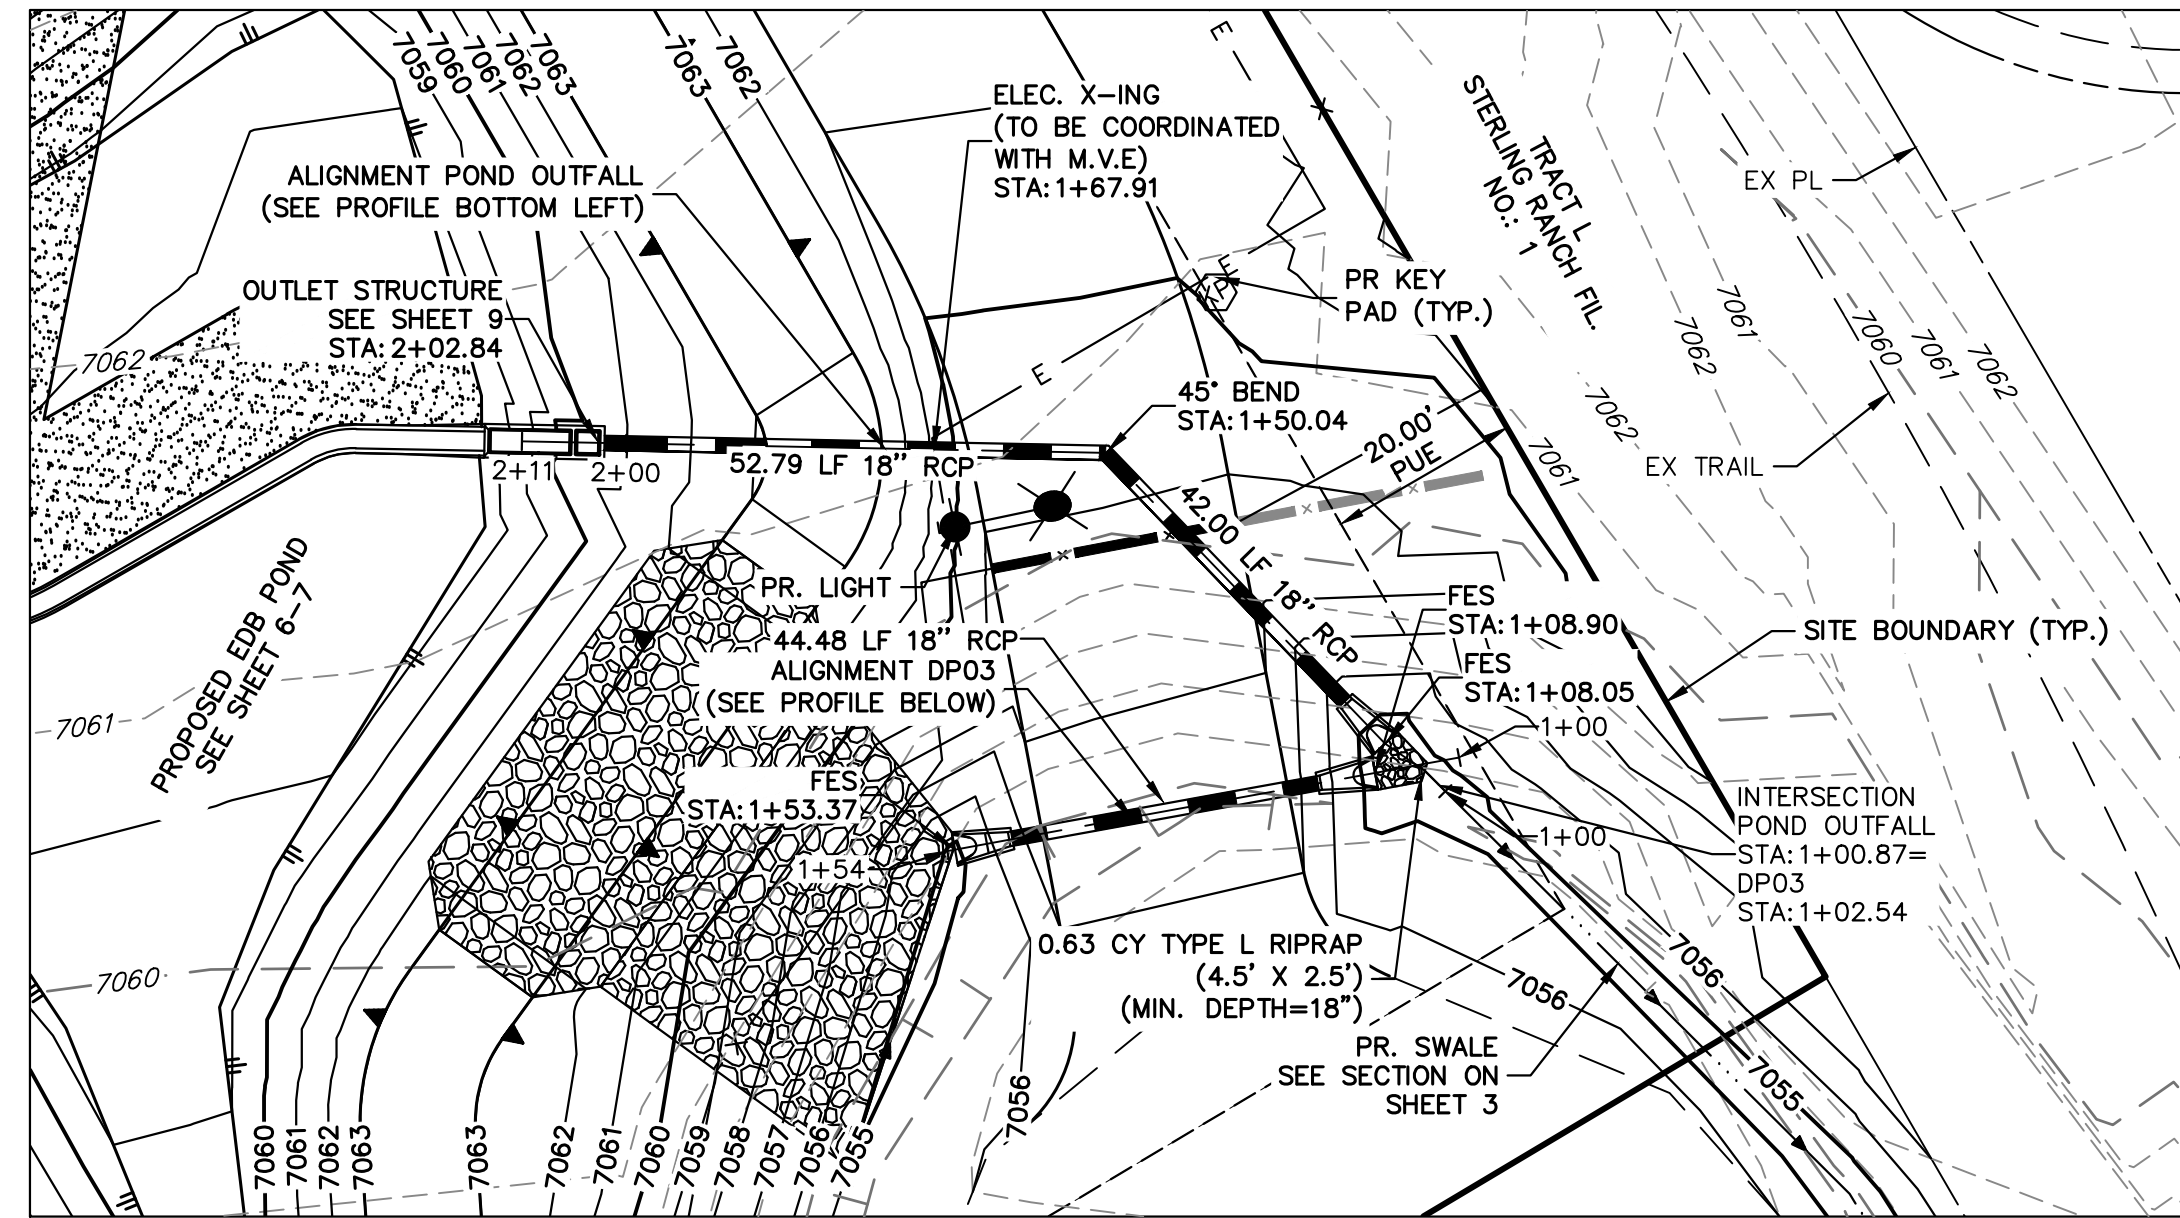 7059
7060
7061
7062
7063
7063
7062
E
ELEC. X-ING
(TO BE COORDINATED
WITH M.V.E)
STA: 1+67.91
TRACT L
STERLING RANCH FIL.
NO.: 1
EX PL
ALIGNMENT POND OUTFALL
(SEE PROFILE BOTTOM LEFT)
OUTLET STRUCTURE
SEE SHEET 9
STA: 2+02.84
E
KP
PR KEY
PAD (TYP.)
7062
E
45° BEND
STA: 1+50.04
20.00'
PUE
7062
7061
7060
7061
7062
7062
7061
EX TRAIL
2+11
2+00
52.79 LF 18" RCP
42.00 LF 18" RCP
PR. LIGHT
PROPOSED EDB POND
SEE SHEET 6-7
44.48 LF 18" RCP
ALIGNMENT DP03
(SEE PROFILE BELOW)
FES
STA: 1+08.90
FES
STA: 1+08.05
SITE BOUNDARY (TYP.)
7061
1+00
FES
STA: 1+53.37
1+54
1+00
INTERSECTION
POND OUTFALL
STA: 1+00.87=
DP03
STA: 1+02.54
7060
0.63 CY TYPE L RIPRAP
(4.5' X 2.5')
(MIN. DEPTH=18")
7056
7056
PR. SWALE
SEE SECTION ON
SHEET 3
7055
7056
7060
7061
7062
7063
7063
7062
7061
7060
7059
7058
7057
7056
7055